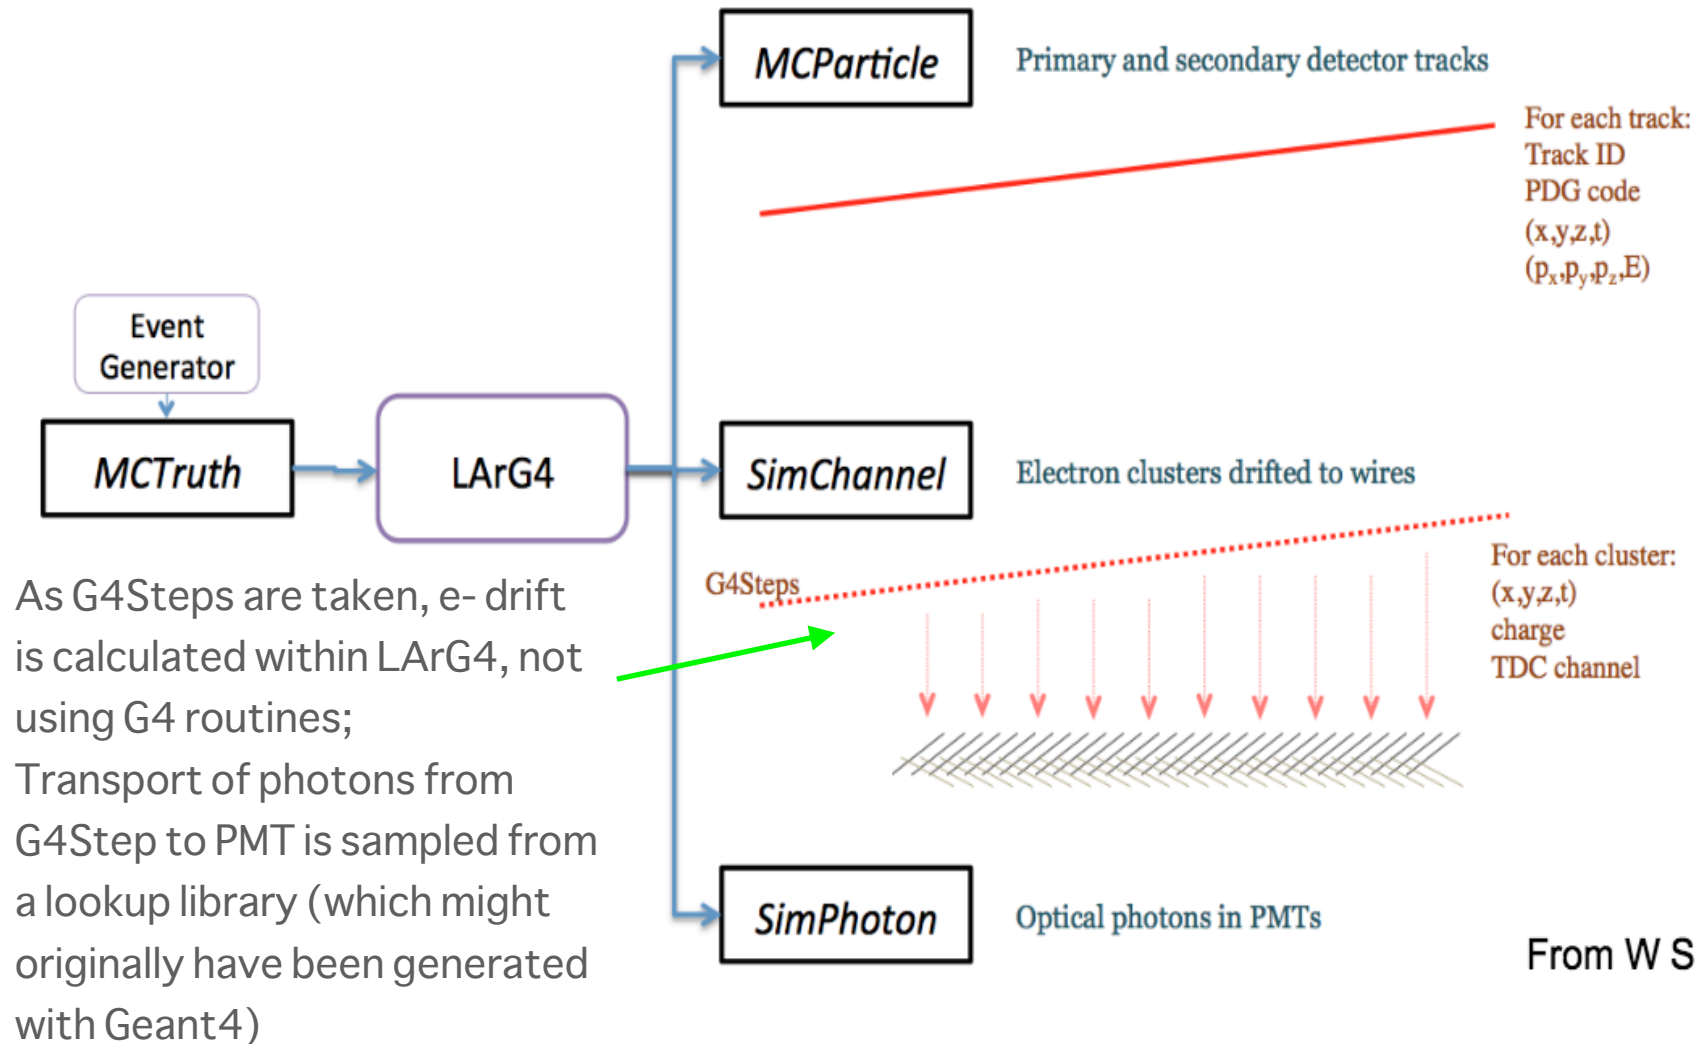 MCParticle
Primary and secondary detector tracks
For each track:
Track ID
PDG code
(x,y,z,t)
(px,py,pz,E)
Event
Generator
MCTruth
LArG4
SimChannel
Electron clusters drifted to wires
G4Steps
For each cluster:
(x,y,z,t)
charge
TDC channel
As G4Steps are taken, e- drift
is calculated within LArG4, not
using G4 routines;
Transport of photons from
G4Step to PMT is sampled from
a lookup library (which might
originally have been generated
with Geant4)
SimPhoton
Optical photons in PMTs
From W S